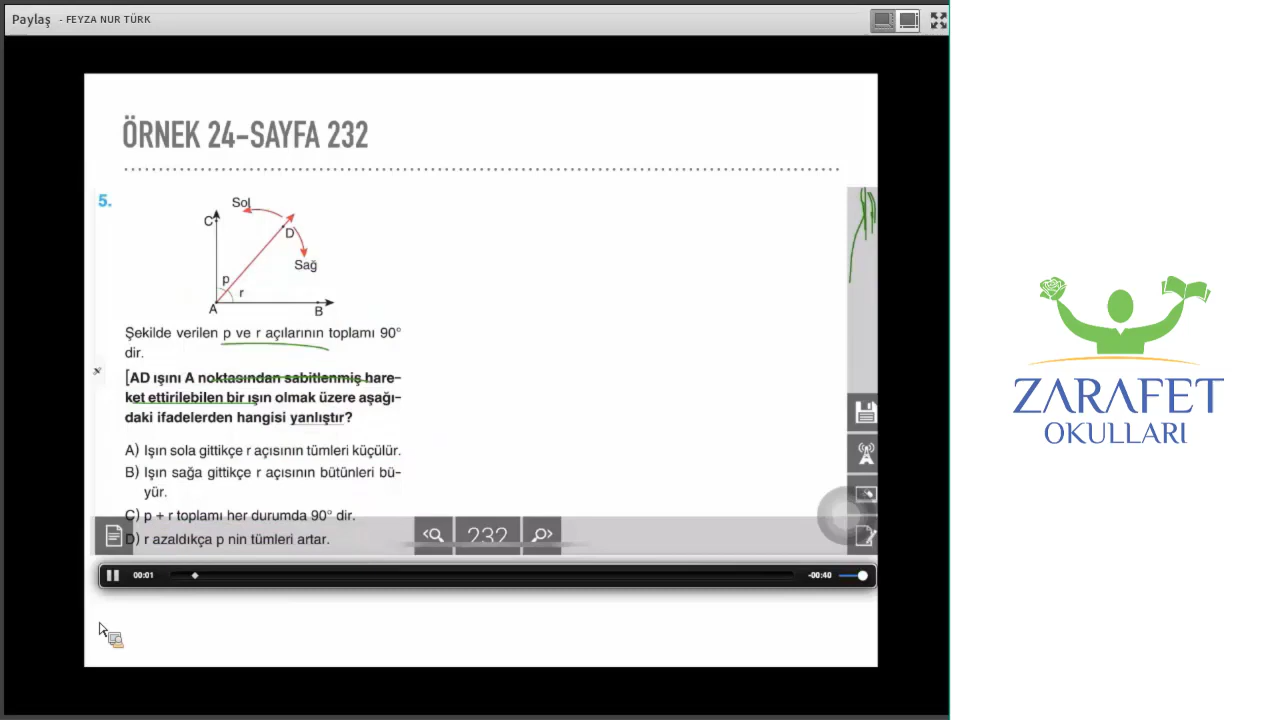 Paylaş - FEYZA NUR TÜRK
ÖRNEK 24-SAYFA 232
5.
Sol
C
D
Sağ
p
r
A
B
Şekilde verilen p ve r açılarının toplamı 90°
dir.
[AD ışını A noktasından sabitlenmiş hare-
ket ettirilebilen bir ışın olmak üzere aşağı-
daki ifadelerden hangisi yanlıştır?
A) Işın sola gittikçe r açısının tümleri küçülür.
B) Işın sağa gittikçe r açısının bütünleri bü-
yür.
C) p + r toplamı her durumda 90° dir.
D) r azaldıkça p nin tümleri artar.
232
00:01
-00:40
ZARAFET
OKULLARI